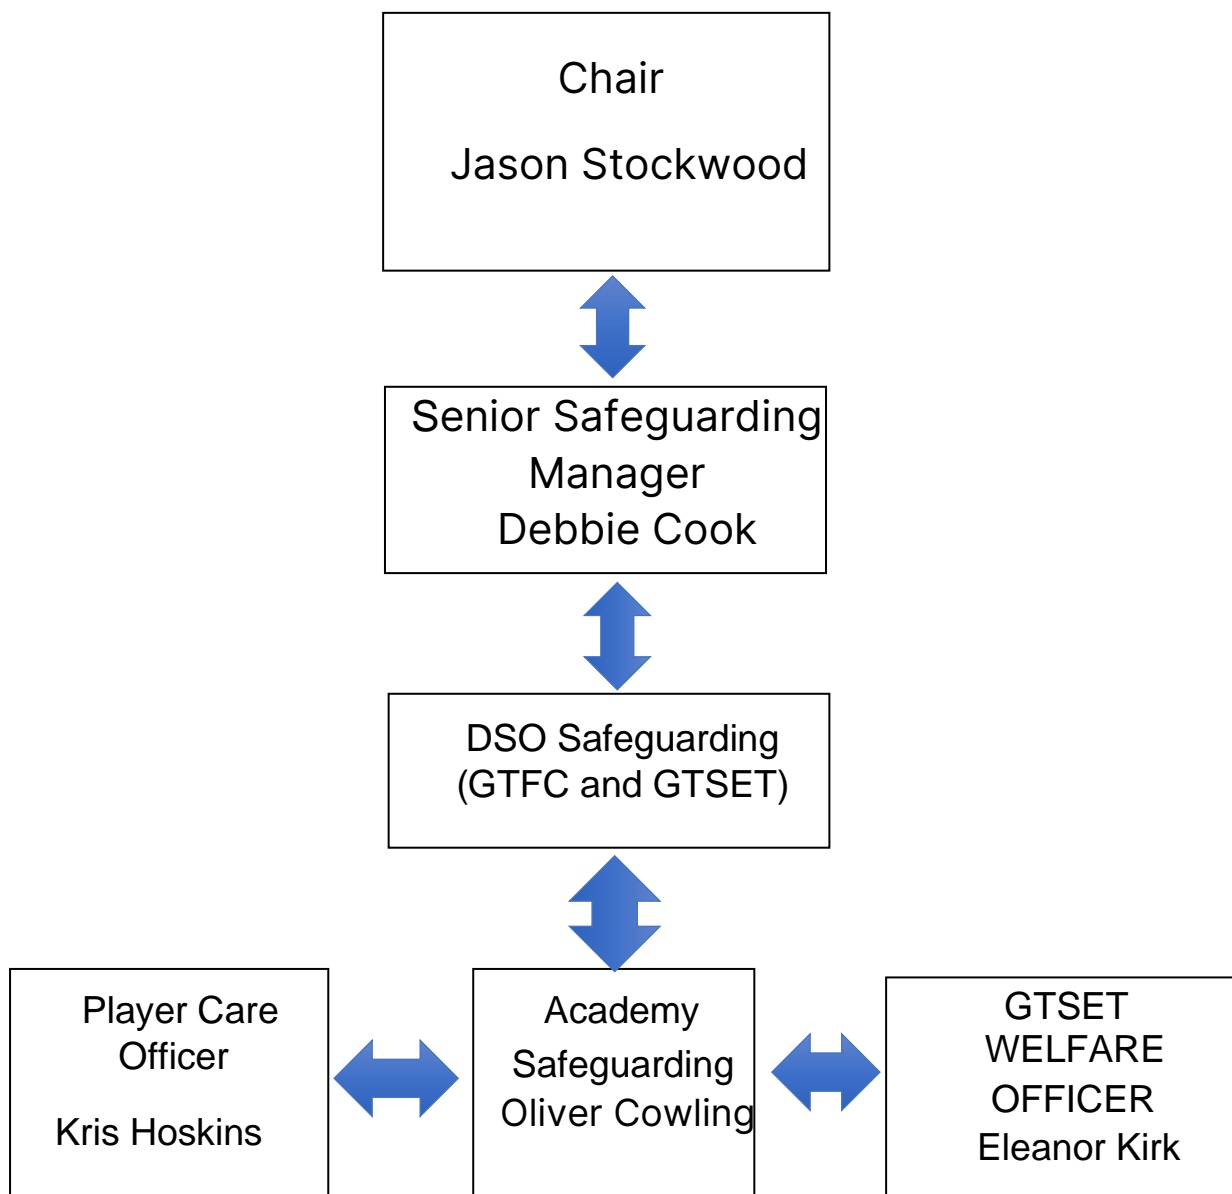 Chair
Jason Stockwood
Senior Safeguarding
Manager
Debbie Cook
DSO Safeguarding
(GTFC and GTSET)
Player Care
Officer
Kris Hoskins
Academy
Safeguarding
Oliver Cowling
GTSET
WELFARE
OFFICER
Eleanor Kirk